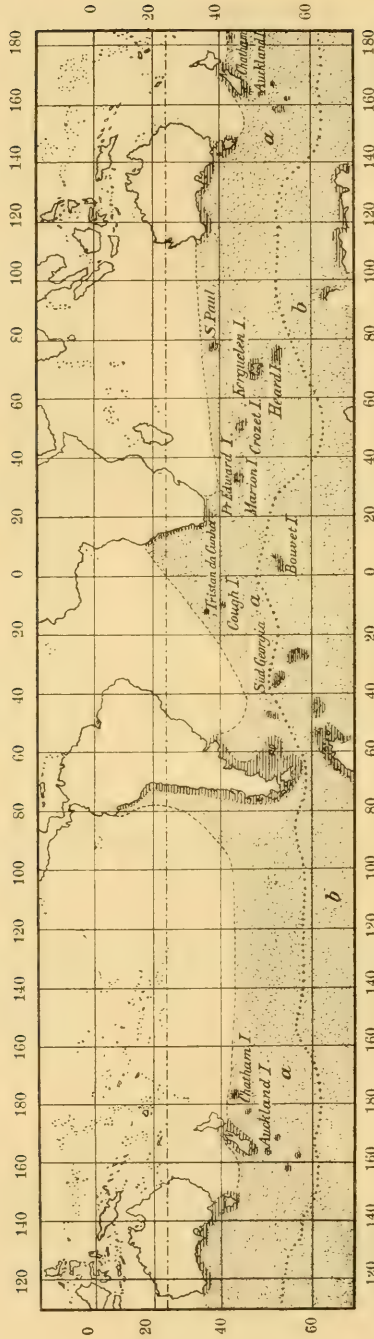 0
20
40
60
0
20
40
60
Chatham I
Auckland I.
a
b
Süd Georgia
a
Tristan da Cunha
Gough I
Bouvet I
Pr Edward I
Marion I
Crozet I
Kerguelen I.
Heard I
S. Paul
b
a
Chatham
Auckland I
120
140
160
180
160
140
120
100
80
60
40
20
0
20
40
60
80
100
120
140
160
180